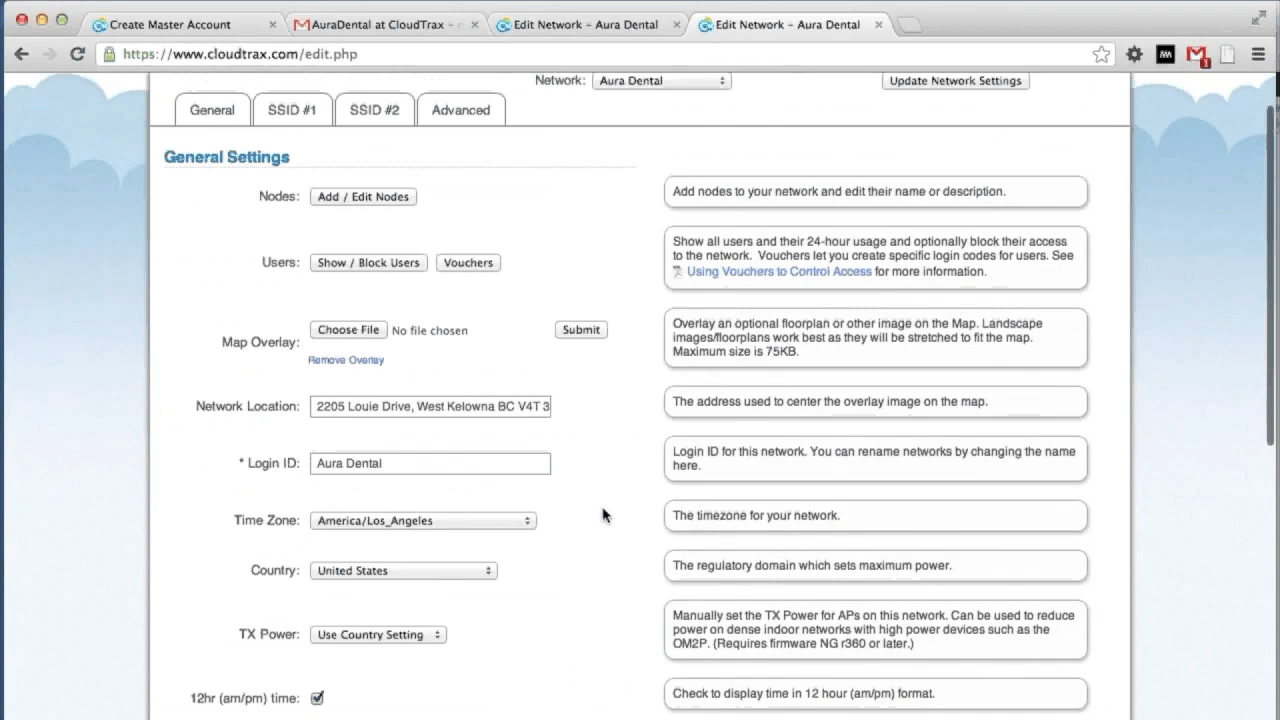 Create Master Account
AuraDental at CloudTrax –
Edit Network – Aura Dental
Edit Network – Aura Dental
https://www.cloudtrax.com/edit.php
1
Network: Aura Dental
Update Network Settings
General
SSID #1
SSID #2
Advanced
General Settings
Nodes: Add / Edit Nodes
Add nodes to your network and edit their name or description.
Users: Show / Block Users Vouchers
Show all users and their 24-hour usage and optionally block their access
to the network. Vouchers let you create specific login codes for users. See
Using Vouchers to Control Access for more information.
Map Overlay: Choose File No file chosen Submit
Remove Overlay
Overlay an optional floorplan or other image on the Map. Landscape
images/floorplans work best as they will be stretched to fit the map.
Maximum size is 75KB.
Network Location: 2205 Louie Drive, West Kelowna BC V4T 3
The address used to center the overlay image on the map.
* Login ID: Aura Dental
Login ID for this network. You can rename networks by changing the name
here.
Time Zone: America/Los_Angeles
The timezone for your network.
Country: United States
The regulatory domain which sets maximum power.
TX Power: Use Country Setting
Manually set the TX Power for APs on this network. Can be used to reduce
power on dense indoor networks with high power devices such as the
OM2P. (Requires firmware NG r360 or later.)
12hr (am/pm) time:
Check to display time in 12 hour (am/pm) format.